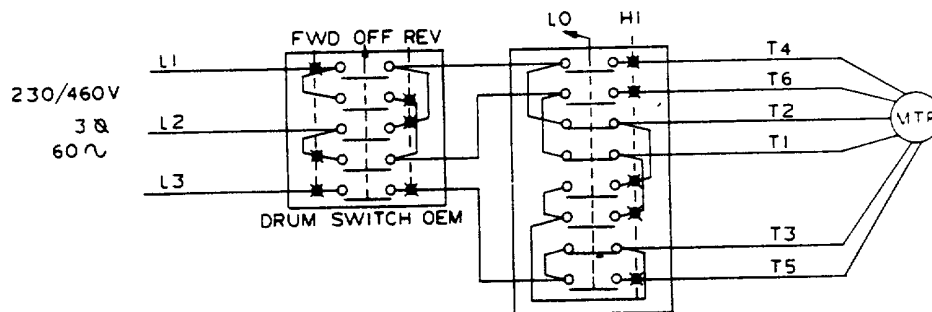 FWD OFF REV
LO HI
L1
L2
L3
230/460V
3 Ø
60 ~
DRUM SWITCH OEM
T4
T6
T2
T1
T3
T5
MTR